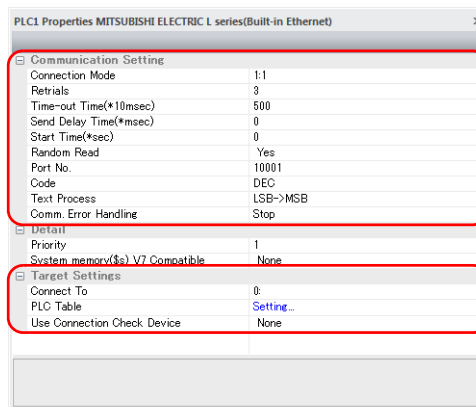 PLC1 Properties MITSUBISHI ELECTRIC L series(Built-in Ethernet)
Communication Setting
Connection Mode 1:1
Retrials 3
Time-out Time(*10msec) 500
Send Delay Time(*msec) 0
Start Time(*sec) 0
Random Read Yes
Port No. 10001
Code DEC
Text Process LSB->MSB
Comm. Error Handling Stop
Detail
Priority 1
System memory($s) V7 Compatible None
Target Settings
Connect To 0:
PLC Table Setting...
Use Connection Check Device None